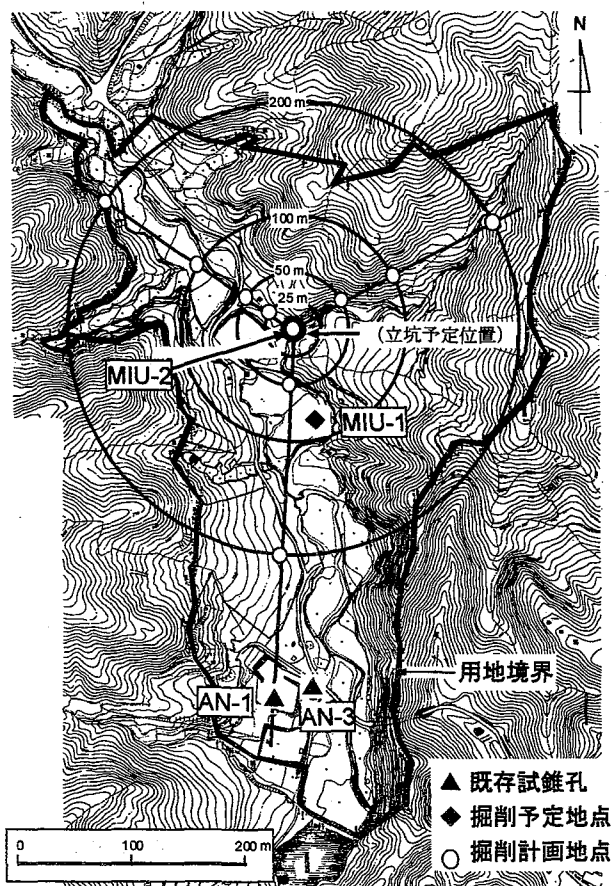 N
200 m
100 m
50 m
25 m
(立坑予定位置)
MIU-2
MIU-1
用地境界
AN-1
AN-3
▲ 既存試錐孔
◆ 掘削予定地点
○ 掘削計画地点
0 100 200 m